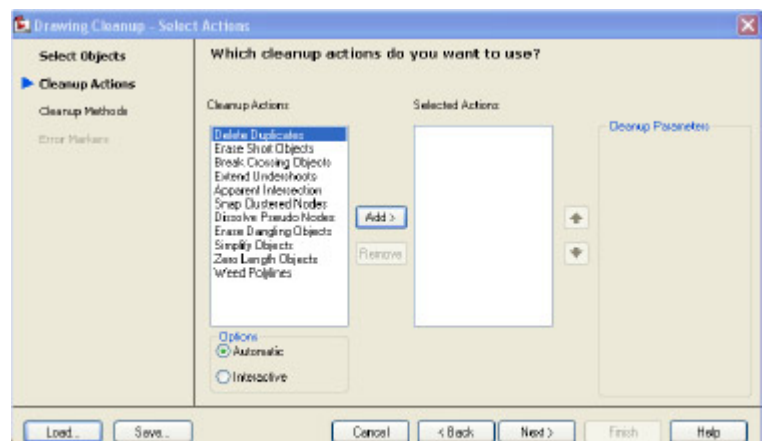 Drawing Cleanup - Select Actions
Select Objects
Cleanup Actions
Cleanup Methods
Error Markers
Which cleanup actions do you want to use?
Cleanup Actions:
Delete Duplicates
Erase Short Objects
Break Crossing Objects
Extend Undershoots
Apparent Intersection
Snap Clustered Nodes
Dissolve Pseudo Nodes
Erase Dangling Objects
Simplify Objects
Zero Length Objects
Weed Polylines
Options
Automatic
Interactive
Add >
Remove
Selected Actions:
Cleanup Parameters
Load...
Save...
Cancel
< Back
Next >
Finish
Help